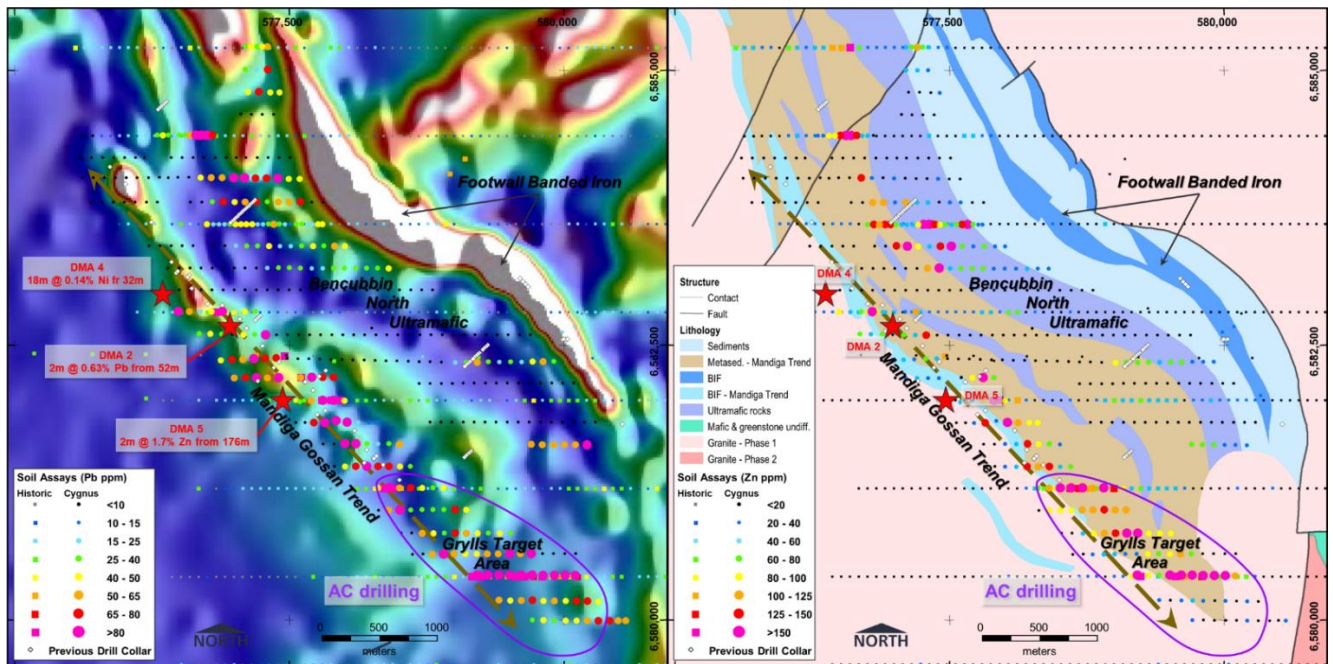 577,500
580,000
6,585,000
Footwall Banded Iron
DMA 4
18m @ 0.14% Ni fr 32m
Bencubbin
North
Ultramafic
DMA 2
2m @ 0.63% Pb from 52m
6,582,500
DMA 5
2m @ 1.7% Zn from 176m
Mandiga Gossan Trend
Soil Assays (Pb ppm)
Historic Cygnus
<10
10 - 15
15 - 25
25 - 40
40 - 50
50 - 65
65 - 80
>80
Previous Drill Collar
Grylls Target
Area
AC drilling
NORTH
0 500 1000
meters
6,580,000
577,500
580,000
6,585,000
Footwall Banded Iron
DMA 4
Bencubbin
North
Ultramafic
DMA 2
6,582,500
DMA 5
Mandiga Gossan Trend
Structure
Contact
Fault
Lithology
Sediments
Metased. - Mandiga Trend
BIF
BIF - Mandiga Trend
Ultramafic rocks
Mafic & greenstone undiff.
Granite - Phase 1
Granite - Phase 2
Soil Assays (Zn ppm)
Historic Cygnus
<20
20 - 40
40 - 60
60 - 80
80 - 100
100 - 125
125 - 150
>150
Previous Drill Collar
Grylls Target
Area
AC drilling
NORTH
0 500 1000
meters
6,580,000